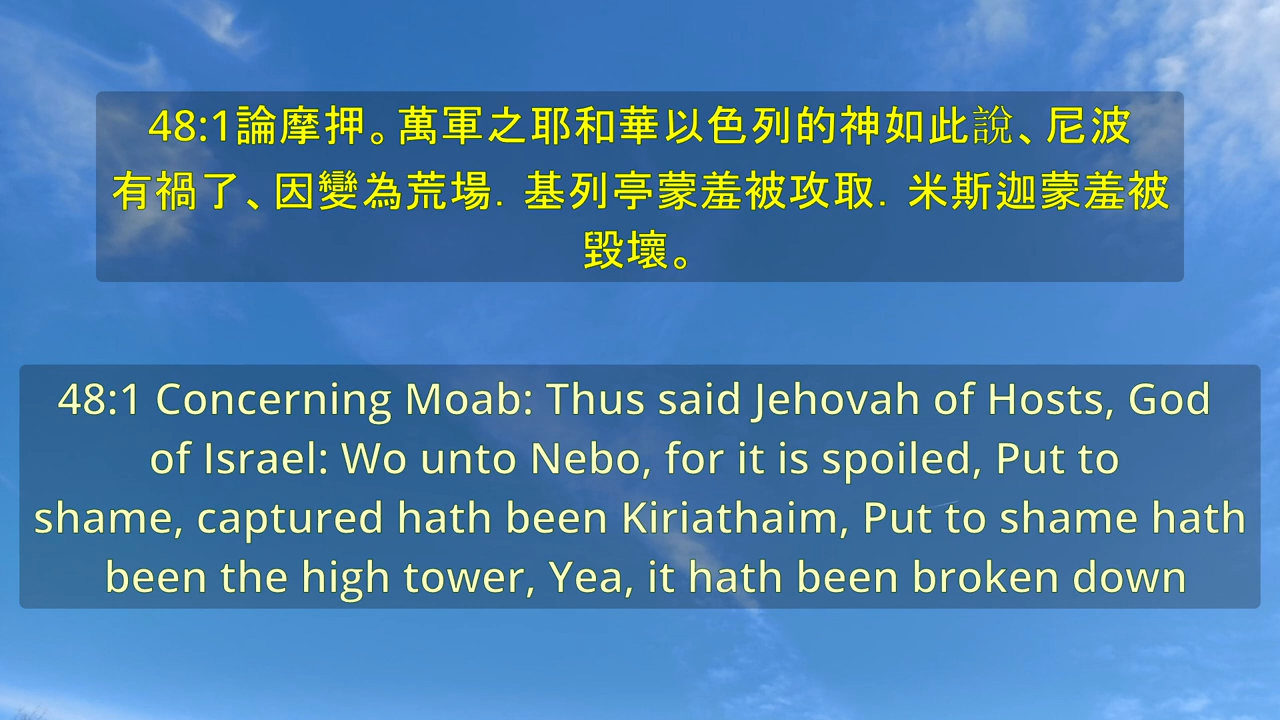 48:1論摩押。萬軍之耶和華以色列的神如此說、尼波
有禍了、因變為荒場．基列亭蒙羞被攻取．米斯迦蒙羞被
毀壞。
48:1 Concerning Moab: Thus said Jehovah of Hosts, God
of Israel: Wo unto Nebo, for it is spoiled, Put to
shame, captured hath been Kiriathaim, Put to shame hath
been the high tower, Yea, it hath been broken down